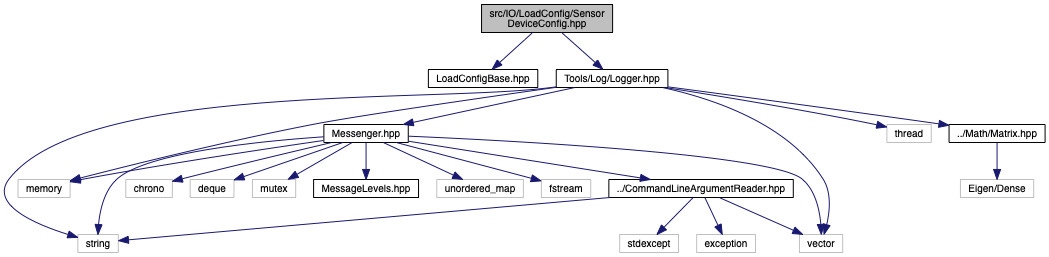 src/IO/LoadConfig/Sensor
DeviceConfig.hpp
LoadConfigBase.hpp
Tools/Log/Logger.hpp
Messenger.hpp
thread
../Math/Matrix.hpp
memory
chrono
deque
mutex
MessageLevels.hpp
unordered_map
fstream
../CommandLineArgumentReader.hpp
Eigen/Dense
string
stdexcept
exception
vector